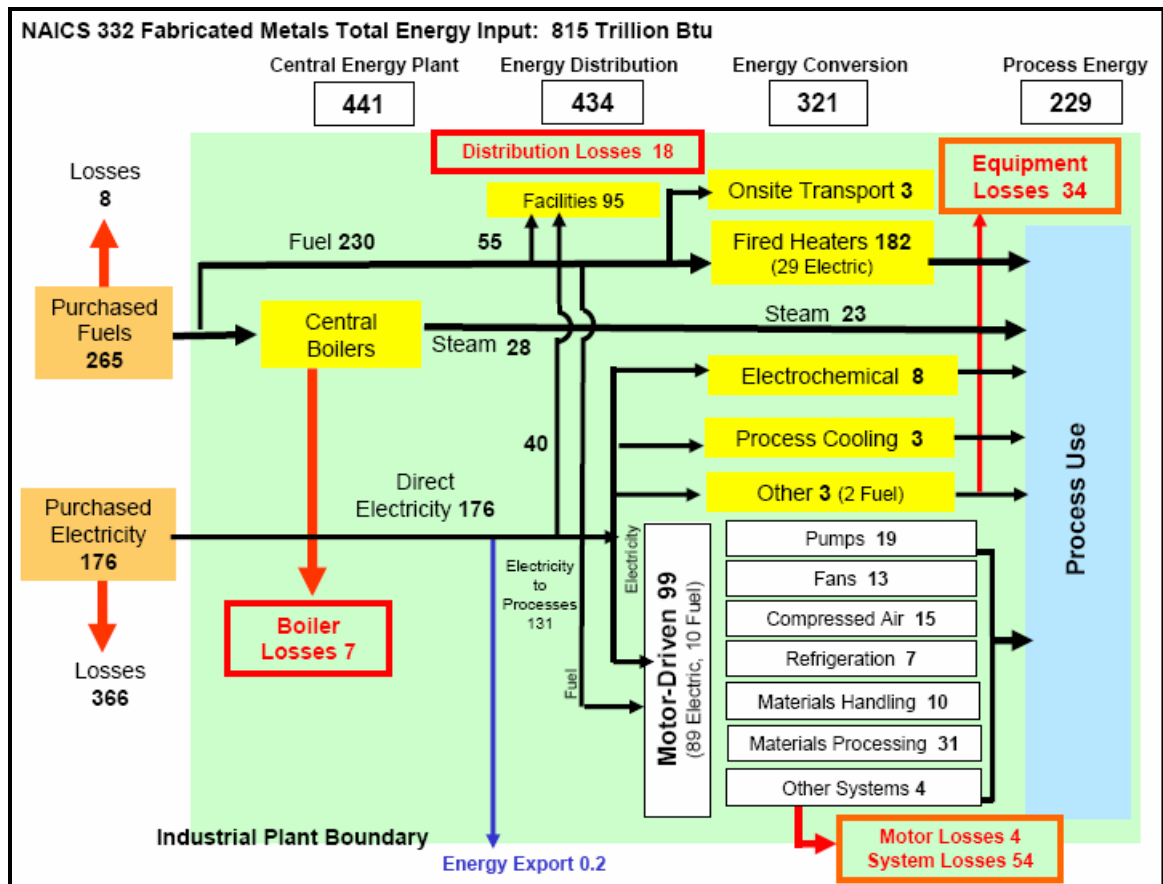 NAICS 332 Fabricated Metals Total Energy Input: 815 Trillion Btu
Central Energy Plant
441
Energy Distribution
434
Energy Conversion
321
Process Energy
229
Distribution Losses 18
Equipment
Losses 34
Losses
8
Facilities 95
Onsite Transport 3
Fuel 230
55
Fired Heaters 182
(29 Electric)
Purchased
Fuels
265
Central
Boilers
Steam 28
Steam 23
Electrochemical 8
40
Process Cooling 3
Direct
Electricity 176
Other 3 (2 Fuel)
Purchased
Electricity
176
Electricity
to
Processes
131
Electricity
Fuel
Motor-Driven 99
(89 Electric, 10 Fuel)
Pumps 19
Fans 13
Compressed Air 15
Refrigeration 7
Materials Handling 10
Materials Processing 31
Other Systems 4
Process Use
Boiler
Losses 7
Losses
366
Industrial Plant Boundary
Energy Export 0.2
Motor Losses 4
System Losses 54